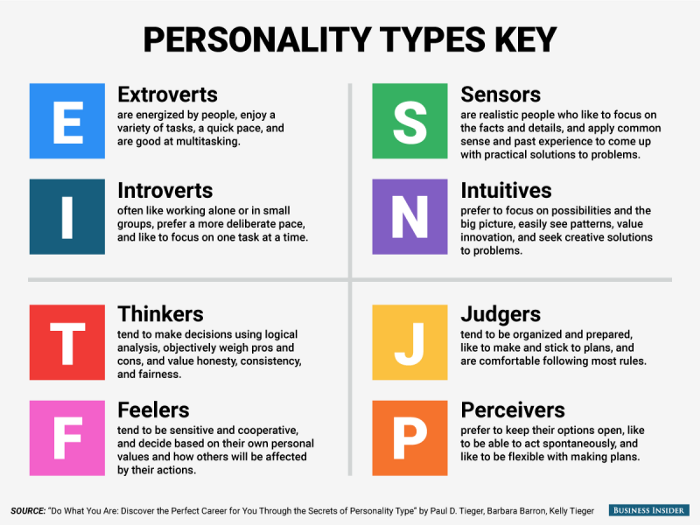 PERSONALITY TYPES KEY
E
Extroverts
are energized by people, enjoy a
variety of tasks, a quick pace, and
are good at multitasking.
I
Introverts
often like working alone or in small
groups, prefer a more deliberate pace,
and like to focus on one task at a time.
S
Sensors
are realistic people who like to focus on
the facts and details, and apply common
sense and past experience to come up
with practical solutions to problems.
N
Intuitives
prefer to focus on possibilities and the
big picture, easily see patterns, value
innovation, and seek creative solutions
to problems.
T
Thinkers
tend to make decisions using logical
analysis, objectively weigh pros and
cons, and value honesty, consistency,
and fairness.
F
Feelers
tend to be sensitive and cooperative,
and decide based on their own personal
values and how others will be affected
by their actions.
J
Judgers
tend to be organized and prepared,
like to make and stick to plans, and
are comfortable following most rules.
P
Perceivers
prefer to keep their options open, like
to be able to act spontaneously, and
like to be flexible with making plans.
SOURCE: "Do What You Are: Discover the Perfect Career for You Through the Secrets of Personality Type" by Paul D. Tieger, Barbara Barron, Kelly Tieger
BUSINESS INSIDER